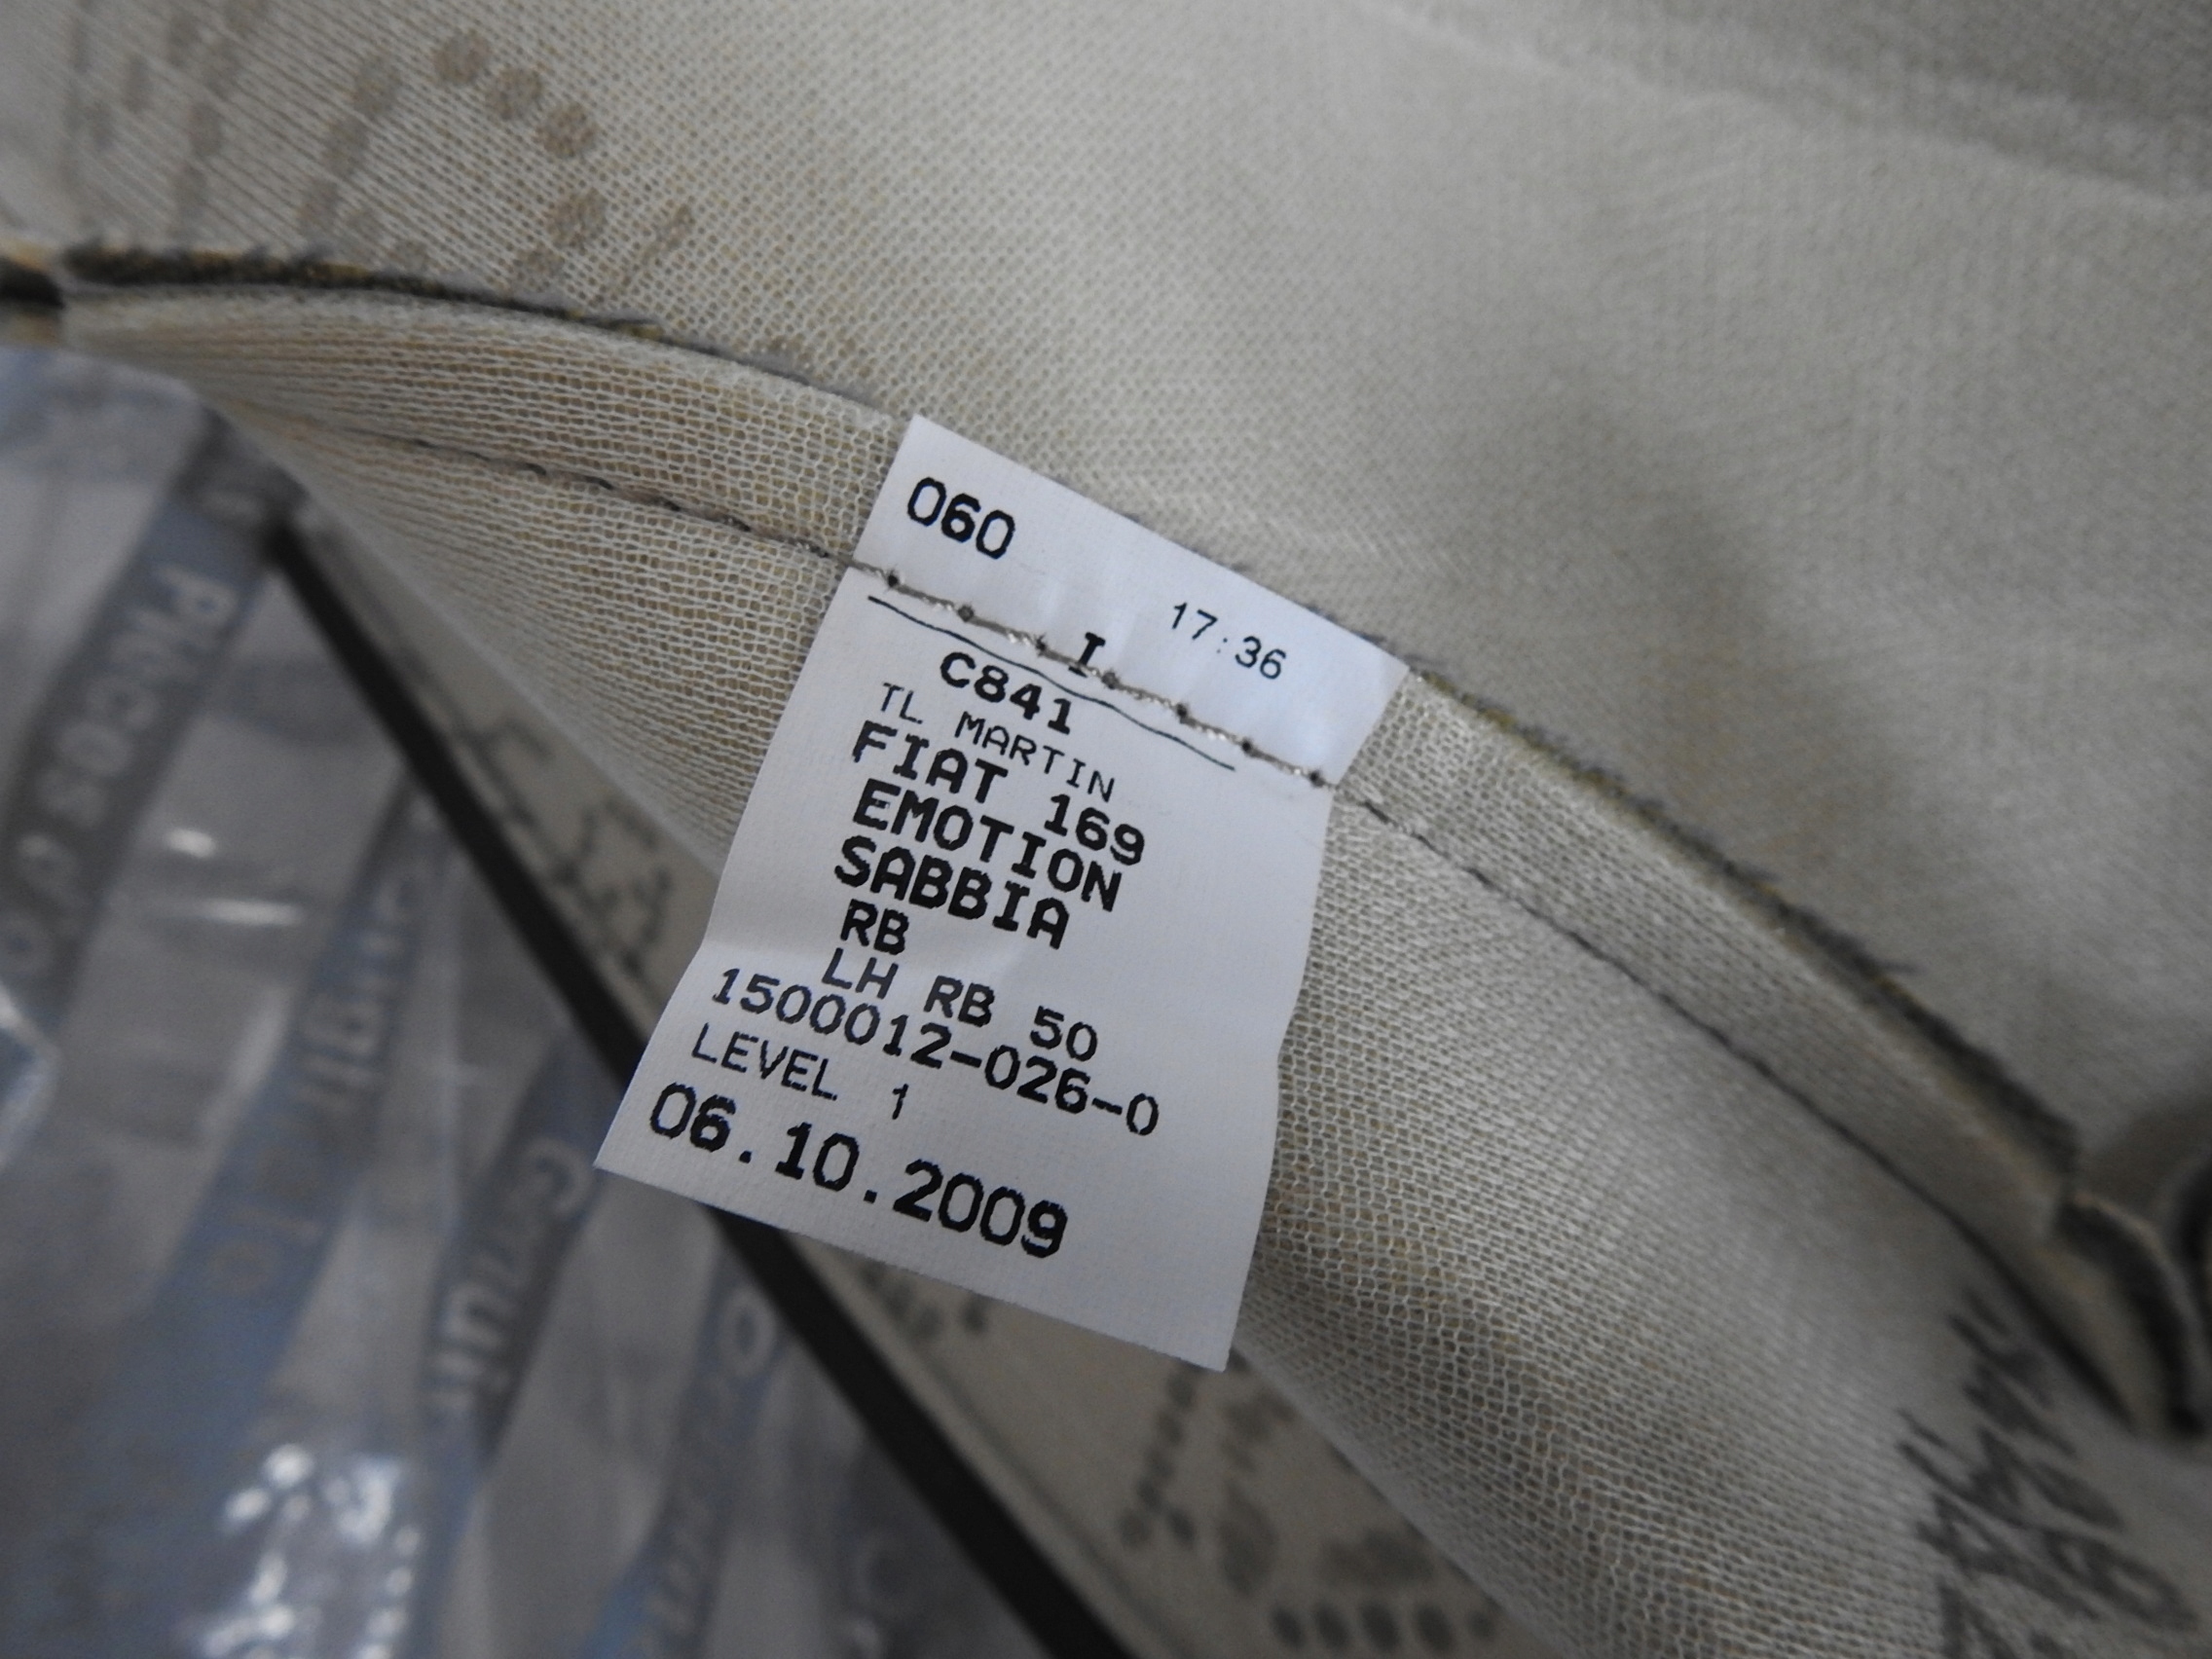 060
17:36
I
C841
TL MARTIN
FIAT 169
EMOTION
SABBIA
RB
LH RB 50
1500012-026-0
LEVEL 1
06.10.2009